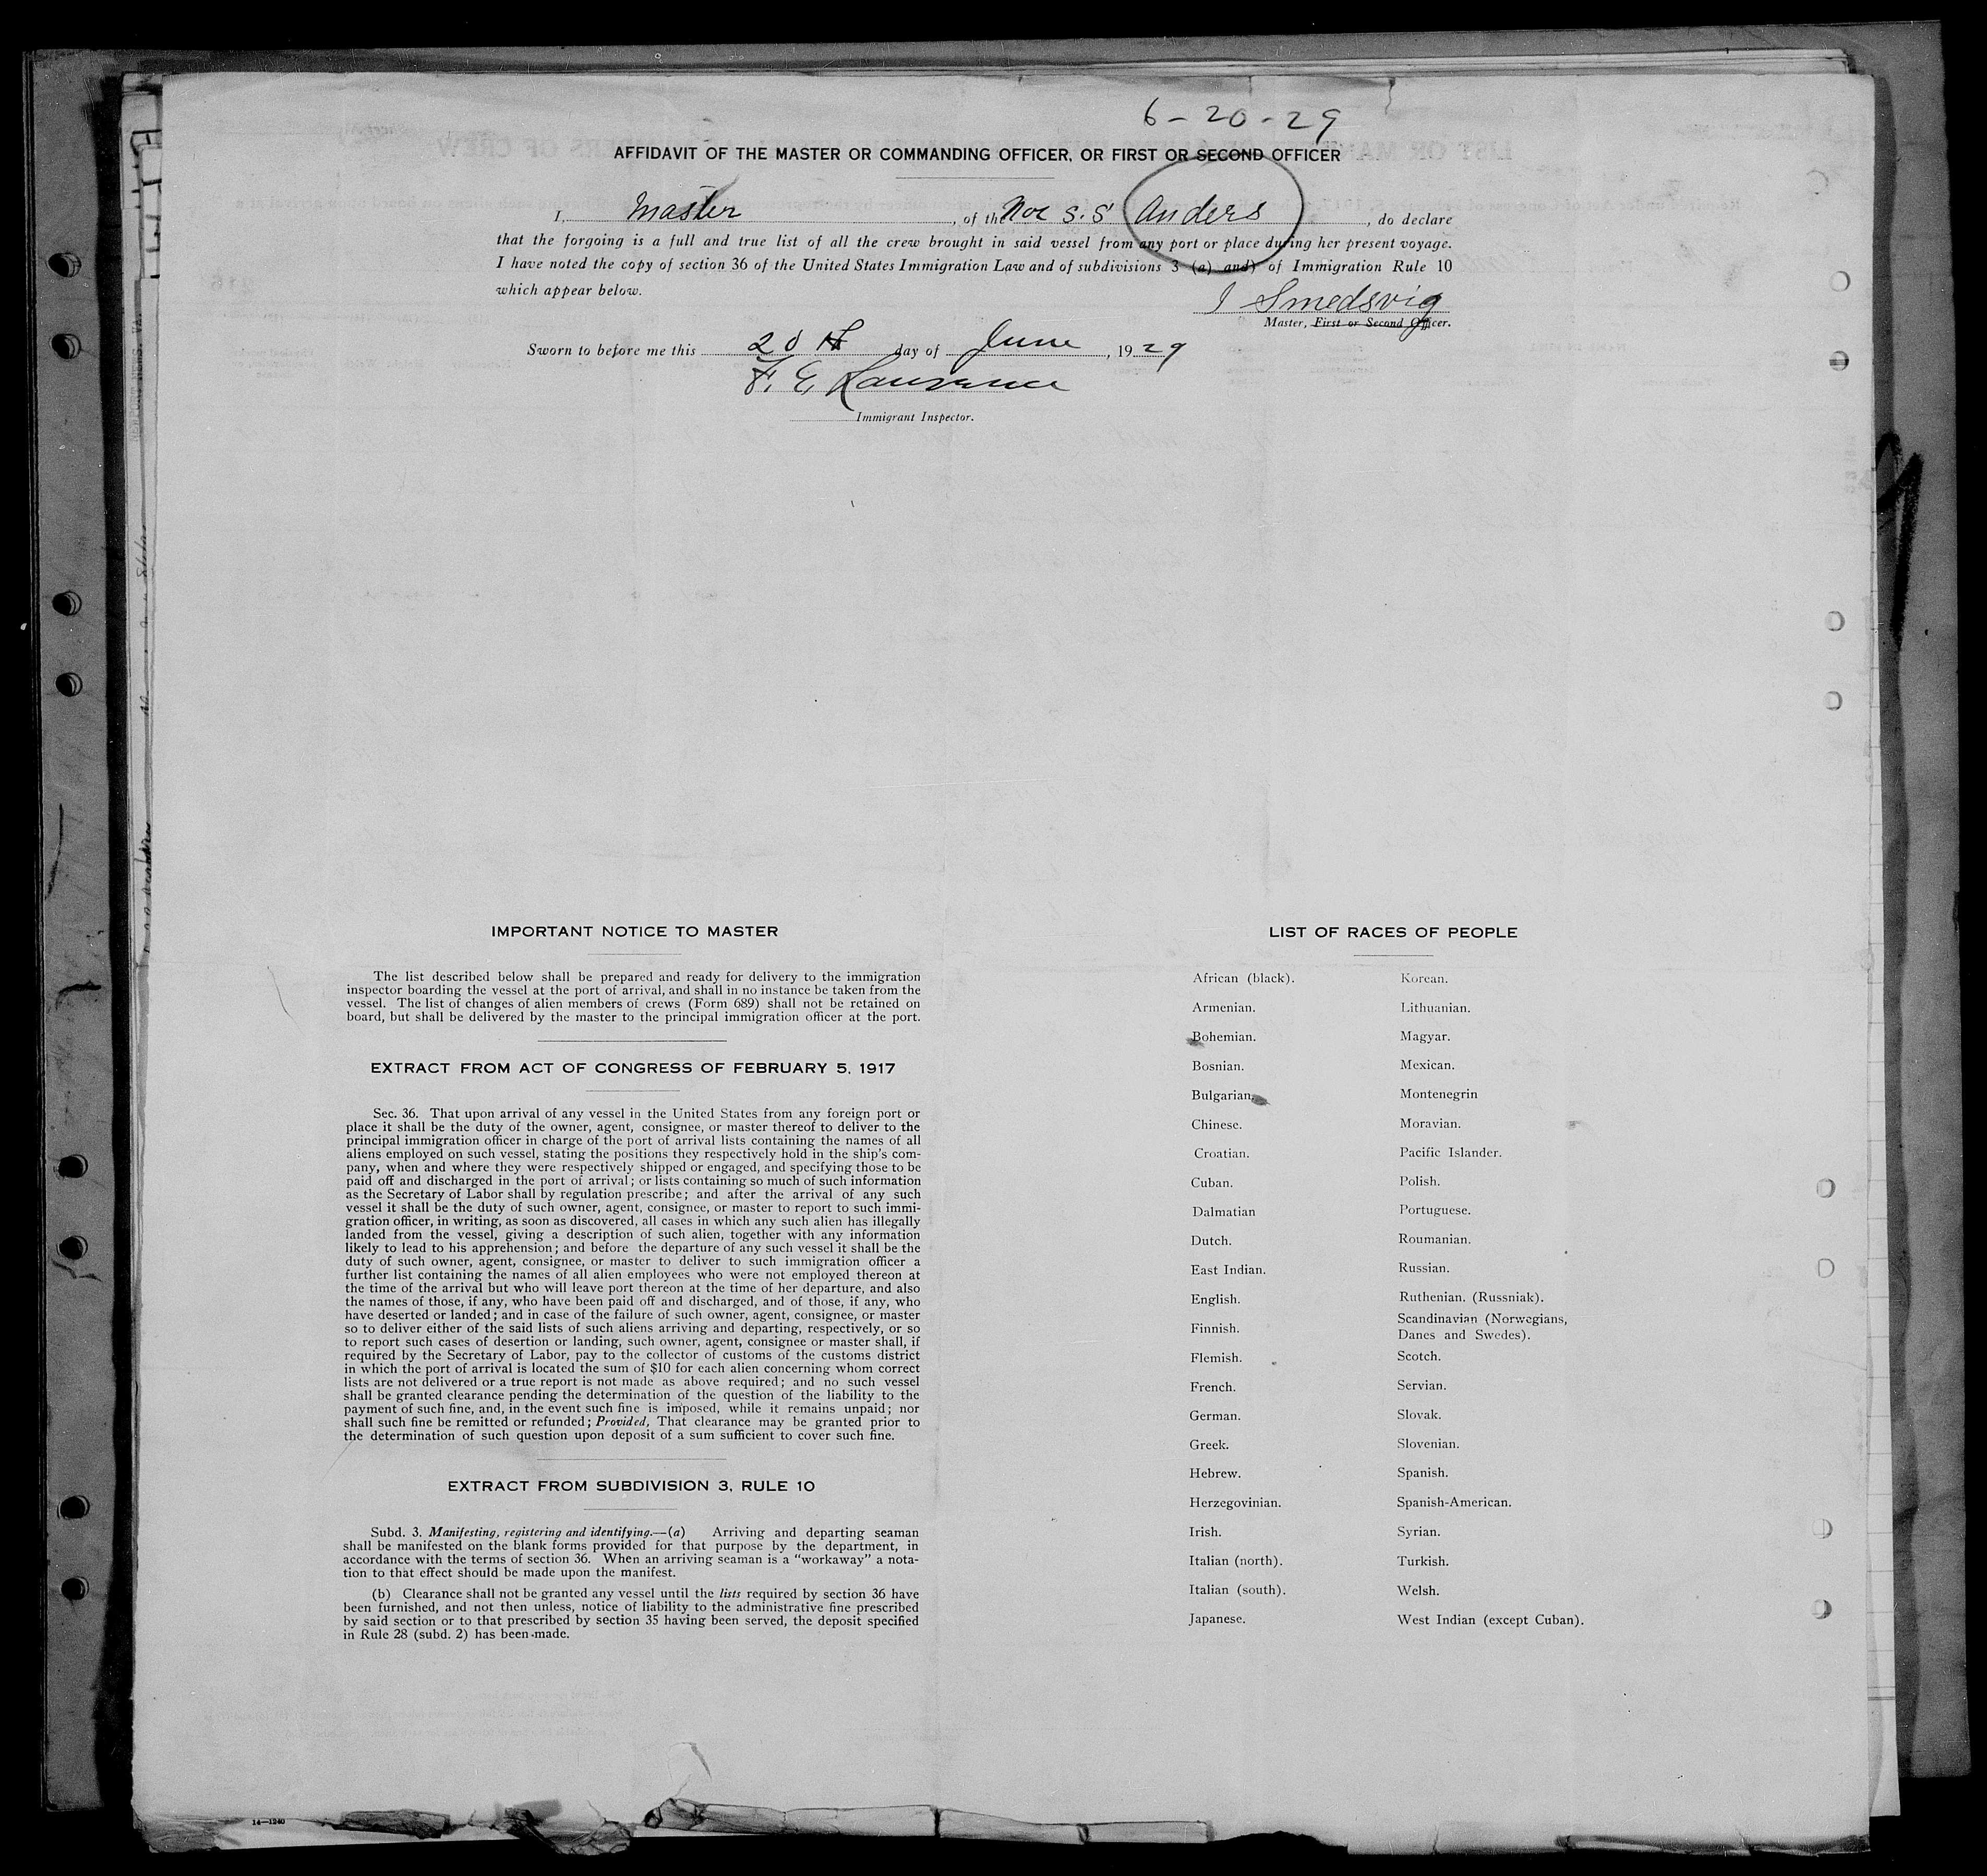 6-20-29
AFFIDAVIT OF THE MASTER OR COMMANDING OFFICER, OR FIRST OR SECOND OFFICER
I, Master, of the Nor S.S Anders, do declare
that the forgoing is a full and true list of all the crew brought in said vessel from any port or place during her present voyage.
I have noted the copy of section 36 of the United States Immigration Law and of subdivisions 3 (a) and) of Immigration Rule 10
which appear below.
I Smedsvig
Master, First or Second Officer.
Sworn to before me this 20th day of June, 1929
F. E. Lawrence
Immigrant Inspector.
IMPORTANT NOTICE TO MASTER
The list described below shall be prepared and ready for delivery to the immigration
inspector boarding the vessel at the port of arrival, and shall in no instance be taken from the
vessel. The list of changes of alien members of crews (Form 689) shall not be retained on
board, but shall be delivered by the master to the principal immigration officer at the port.
EXTRACT FROM ACT OF CONGRESS OF FEBRUARY 5, 1917
Sec. 36. That upon arrival of any vessel in the United States from any foreign port or
place it shall be the duty of the owner, agent, consignee, or master thereof to deliver to the
principal immigration officer in charge of the port of arrival lists containing the names of all
aliens employed on such vessel, stating the positions they respectively hold in the ship's com-
pany, when and where they were respectively shipped or engaged, and specifying those to be
paid off and discharged in the port of arrival; or lists containing so much of such information
as the Secretary of Labor shall by regulation prescribe; and after the arrival of any such
vessel it shall be the duty of such owner, agent, consignee, or master to report to such immi-
gration officer, in writing, as soon as discovered, all cases in which any such alien has illegally
landed from the vessel, giving a description of such alien, together with any information
likely to lead to his apprehension; and before the departure of any such vessel it shall be the
duty of such owner, agent, consignee, or master to deliver to such immigration officer a
further list containing the names of all alien employees who were not employed thereon at
the time of the arrival but who will leave port thereon at the time of her departure, and also
the names of those, if any, who have been paid off and discharged, and of those, if any, who
have deserted or landed; and in case of the failure of such owner, agent, consignee, or master
so to deliver either of the said lists of such aliens arriving and departing, respectively, or so
to report such cases of desertion or landing, such owner, agent, consignee or master shall, if
required by the Secretary of Labor, pay to the collector of customs of the customs district
in which the port of arrival is located the sum of $10 for each alien concerning whom correct
lists are not delivered or a true report is not made as above required; and no such vessel
shall be granted clearance pending the determination of the question of the liability to the
payment of such fine, and, in the event such fine is imposed, while it remains unpaid; nor
shall such fine be remitted or refunded; Provided, That clearance may be granted prior to
the determination of such question upon deposit of a sum sufficient to cover such fine.
EXTRACT FROM SUBDIVISION 3, RULE 10
Subd. 3. Manifesting, registering and identifying.—(a) Arriving and departing seaman
shall be manifested on the blank forms provided for that purpose by the department, in
accordance with the terms of section 36. When an arriving seaman is a "workaway" a nota-
tion to that effect should be made upon the manifest.
(b) Clearance shall not be granted any vessel until the lists required by section 36 have
been furnished, and not then unless, notice of liability to the administrative fine prescribed
by said section or to that prescribed by section 35 having been served, the deposit specified
in Rule 28 (subd. 2) has been made.
LIST OF RACES OF PEOPLE
African (black).
Armenian.
Bohemian.
Bosnian.
Bulgarian.
Chinese.
Croatian.
Cuban.
Dalmatian
Dutch.
East Indian.
English.
Finnish.
Flemish.
French.
German.
Greek.
Hebrew.
Herzegovinian.
Irish.
Italian (north).
Italian (south).
Japanese.
Korean.
Lithuanian.
Magyar.
Mexican.
Montenegrin
Moravian.
Pacific Islander.
Polish.
Portuguese.
Roumanian.
Russian.
Ruthenian. (Russniak).
Scandinavian (Norwegians,
Danes and Swedes).
Scotch.
Servian.
Slovak.
Slovenian.
Spanish.
Spanish-American.
Syrian.
Turkish.
Welsh.
West Indian (except Cuban).
14—1240